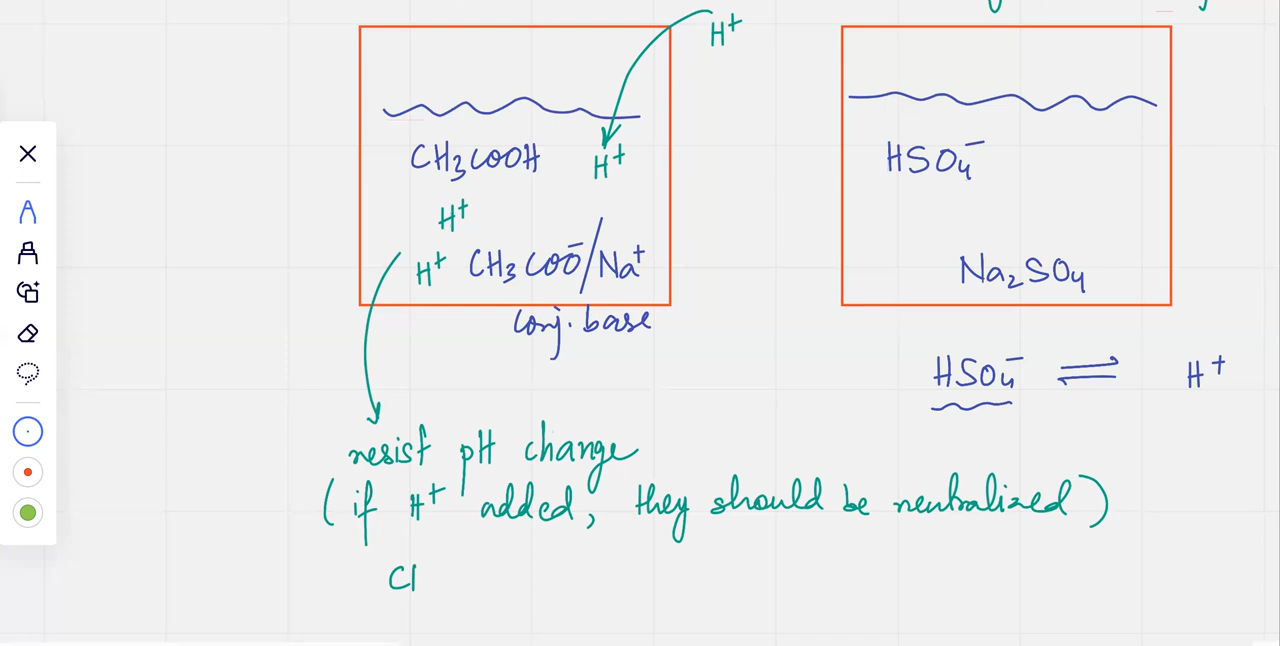 H⁺
CH₃COOH H⁺
H⁺
H⁺ CH₃COO⁻/Na⁺
conj. base
HSO₄⁻
Na₂SO₄
HSO₄⁻ ⇌ H⁺
resist pH change
(if H⁺ added, they should be neutralized)
Cl